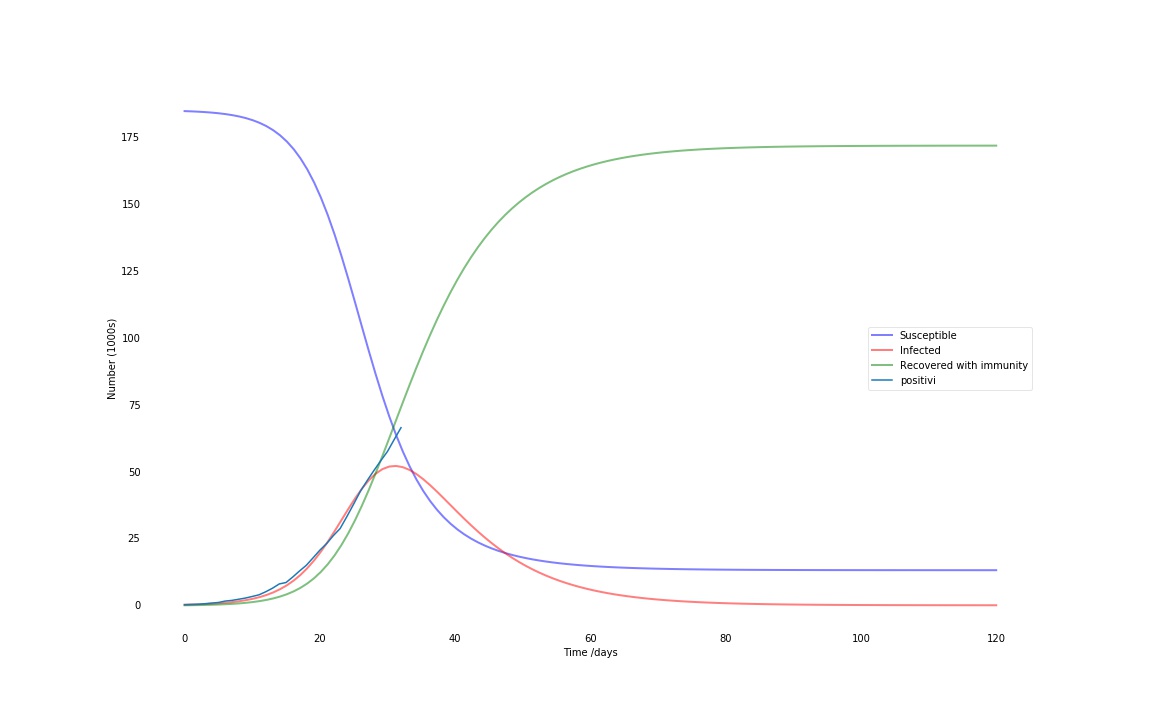 175
150
125
100
75
50
25
0
Number (1000s)
0 20 40 60 80 100 120
Time /days
Susceptible
Infected
Recovered with immunity
positivi